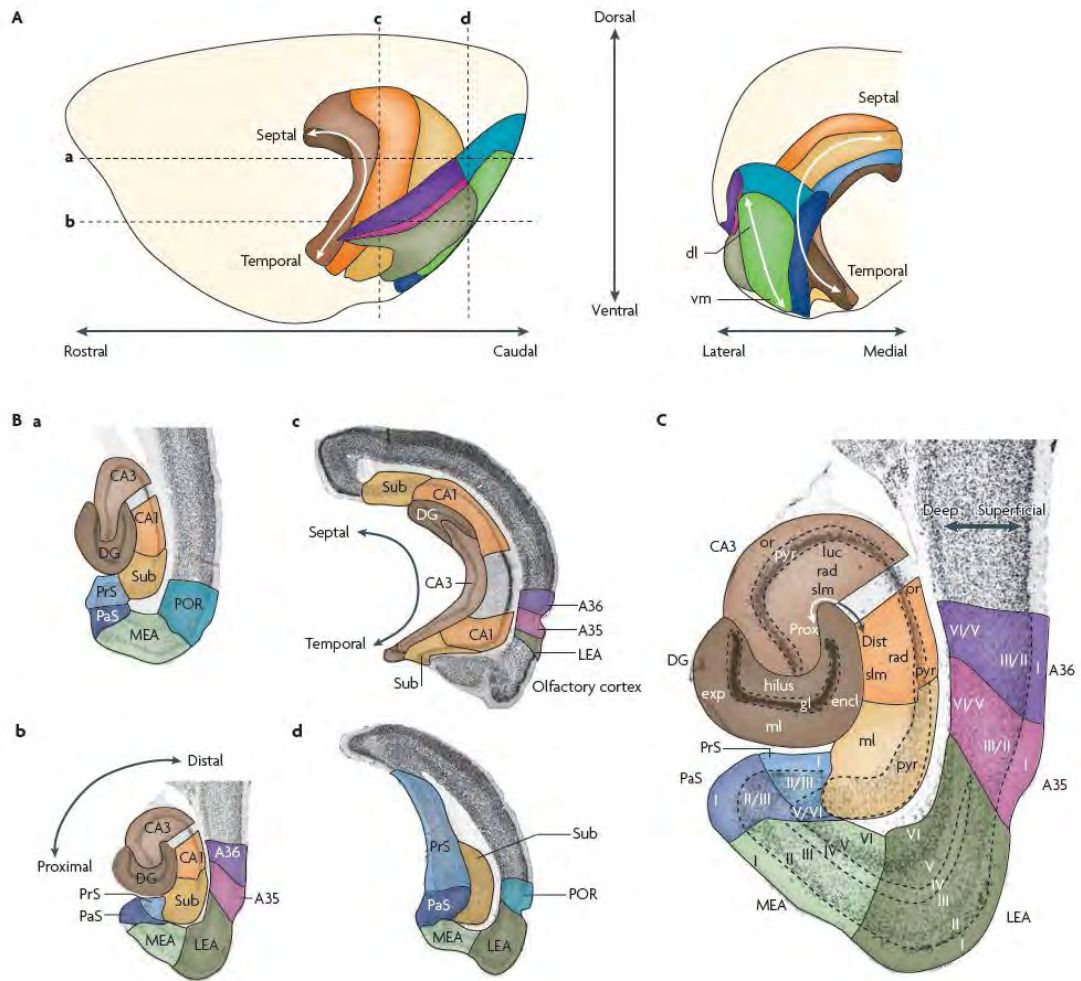 A
c
d
Septal
a
b
Temporal
Rostral
Caudal
Dorsal
Ventral
Septal
dl
vm
Temporal
Lateral
Medial
B a
CA3
CA1
DG
Sub
PrS
PaS
MEA
POR
c
Sub
CA1
DG
Septal
CA3
Temporal
CA1
Sub
A36
A35
LEA
Olfactory cortex
b
Distal
Proximal
CA3
CA1
DG
PrS
PaS
Sub
MEA
LEA
A36
A35
d
PrS
PaS
Sub
POR
MEA
LEA
C
Deep Superficial
CA3
or
pyr
luc
rad
slm
or
Prox
Dist
rad
slm
pyr
DG
exp
hilus
gl
encl
ml
ml
pyr
PrS
PaS
I
II/III
V/VI
I
II/III
VI/V
III/II
I
A36
VI/V
III/II
I
A35
I
II
III
IV
V
VI
MEA
VI
V
IV
III
II
I
LEA